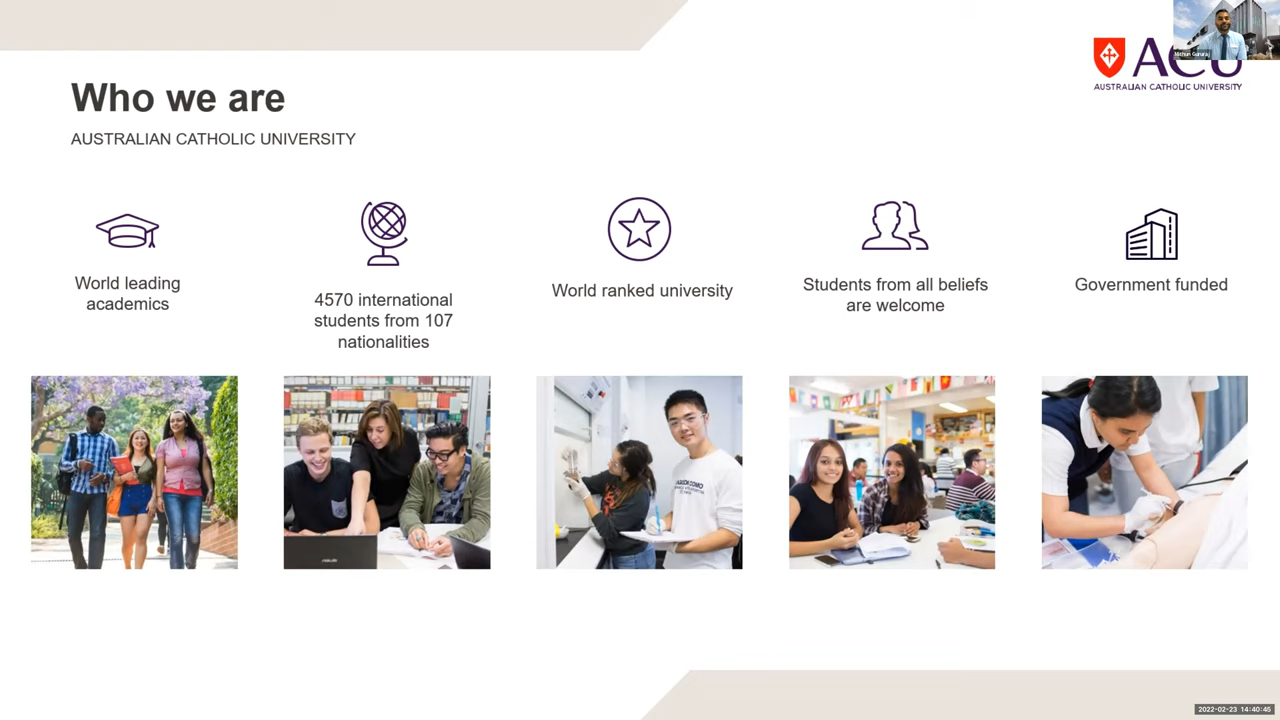 Who we are
AUSTRALIAN CATHOLIC UNIVERSITY
ACU
AUSTRALIAN CATHOLIC UNIVERSITY
World leading
academics
4570 international
students from 107
nationalities
World ranked university
Students from all beliefs
are welcome
Government funded
2022-02-23 14:40:45